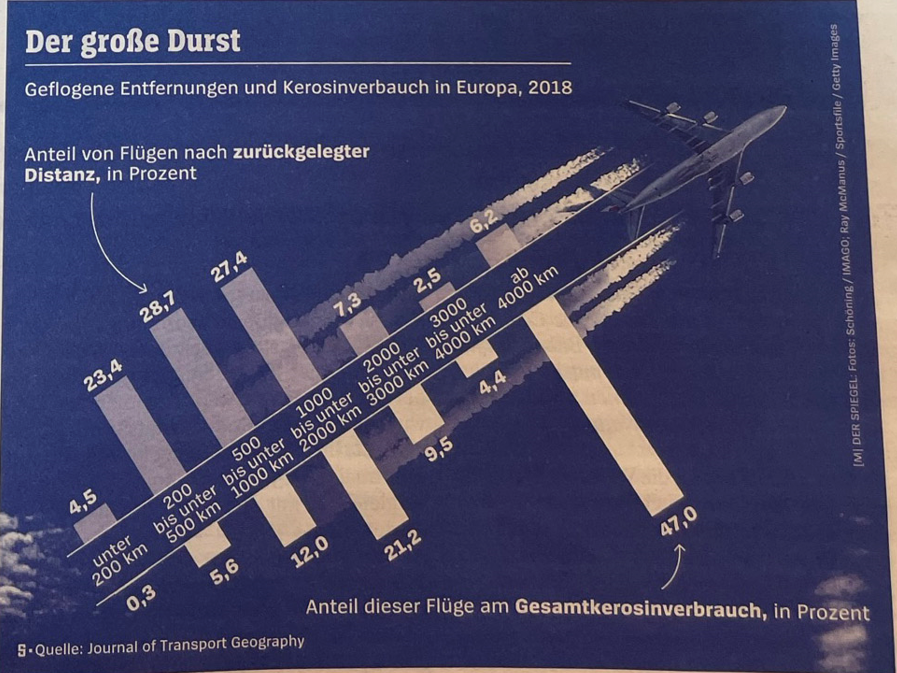 Der große Durst
Geflogene Entfernungen und Kerosinverbauch in Europa, 2018
Anteil von Flügen nach zurückgelegter
Distanz, in Prozent
4,5
23,4
28,7
27,4
7,3
2,5
6,2
unter
200 km
200
bis unter
500 km
500
bis unter
1000 km
1000
bis unter
2000 km
2000
bis unter
3000 km
3000
bis unter
4000 km
ab
4000 km
0,3
5,6
12,0
21,2
9,5
4,4
47,0
Anteil dieser Flüge am Gesamtkerosinverbrauch, in Prozent
S•Quelle: Journal of Transport Geography
[M] DER SPIEGEL: Fotos: Schöning / IMAGO; Ray McManus / Sportsfile / Getty Images